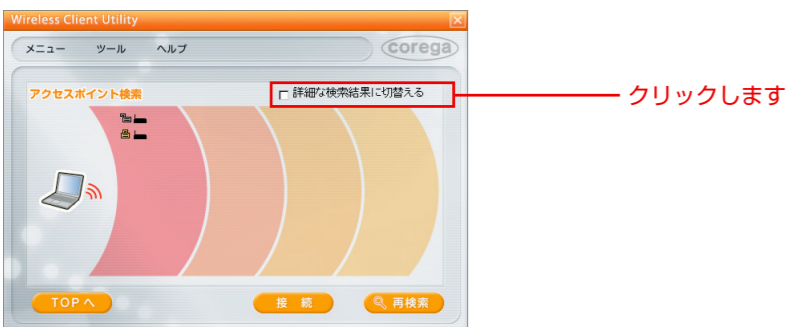 Wireless Client Utility
メニュー ツール ヘルプ corega
アクセスポイント検索 詳細な検索結果に切替える クリックします
TOPへ 接 続 再検索